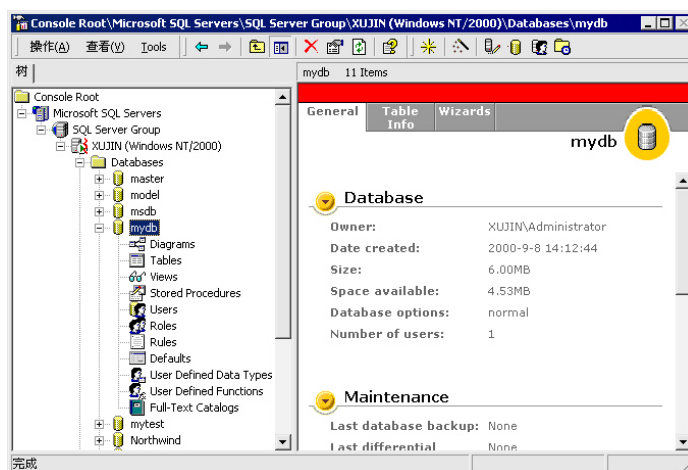 Console Root\Microsoft SQL Servers\SQL Server Group\XUJIN (Windows NT/2000)\Databases\mydb
操作(A) 查看(V) Tools
树
mydb 11 Items
Console Root
Microsoft SQL Servers
SQL Server Group
XUJIN (Windows NT/2000)
Databases
master
model
msdb
mydb
Diagrams
Tables
Views
Stored Procedures
Users
Roles
Rules
Defaults
User Defined Data Types
User Defined Functions
Full-Text Catalogs
mytest
Northwind
General
Table Info
Wizards
mydb
Database
Owner: XUJIN\Administrator
Date created: 2000-9-8 14:12:44
Size: 6.00MB
Space available: 4.53MB
Database options: normal
Number of users: 1
Maintenance
Last database backup: None
Last differential None
完成